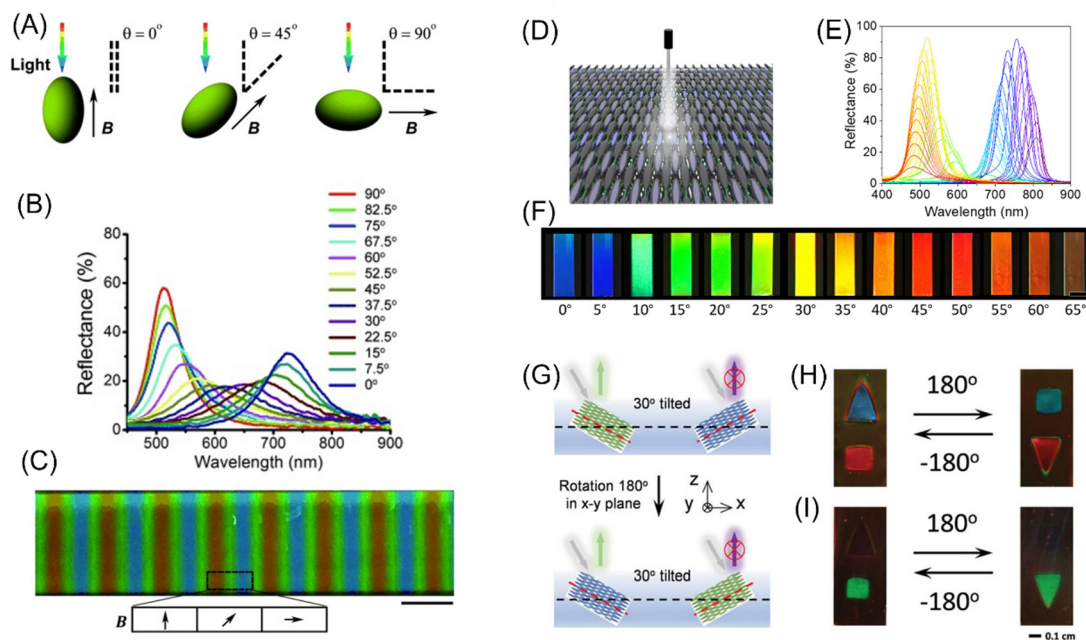 (A)
θ = 0°
θ = 45°
θ = 90°
Light
B
B
B
(B)
Reflectance (%)
80
60
40
20
0
500
600
700
800
900
Wavelength (nm)
90°
82.5°
75°
67.5°
60°
52.5°
45°
37.5°
30°
22.5°
15°
7.5°
0°
(C)
B
(D)
(E)
Reflectance (%)
100
80
60
40
20
0
400 500 600 700 800 900
Wavelength (nm)
(F)
0° 5° 10° 15° 20° 25° 30° 35° 40° 45° 50° 55° 60° 65°
(G)
30° tilted
Rotation 180°
in x-y plane
z
y
x
30° tilted
(H)
180°
-180°
(I)
180°
-180°
0.1 cm